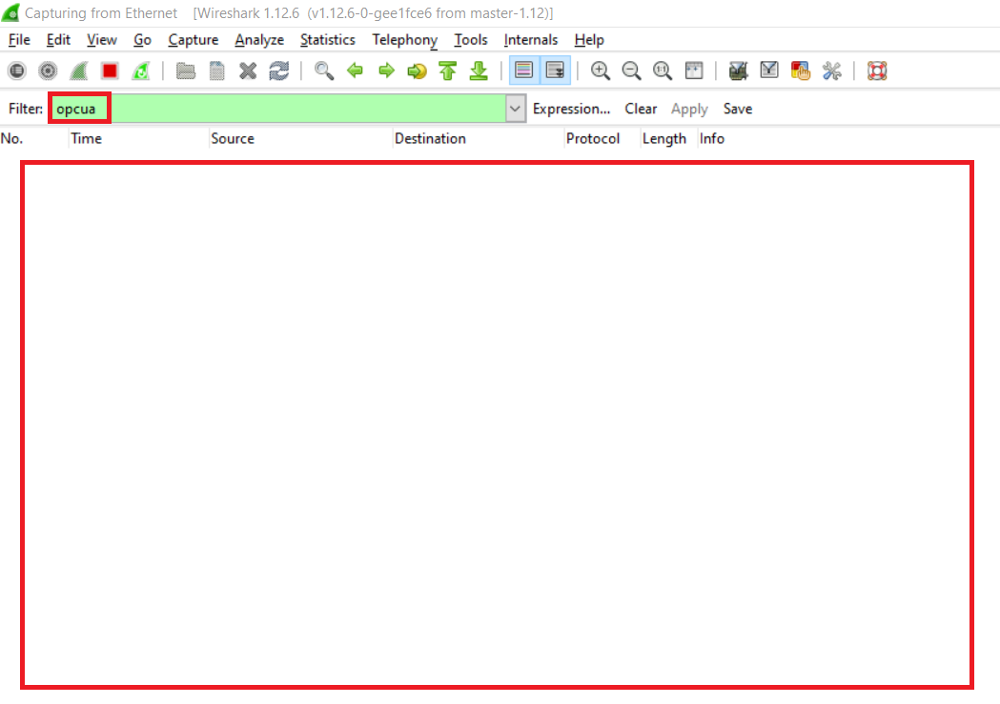 Capturing from Ethernet [Wireshark 1.12.6 (v1.12.6-0-gee1fce6 from master-1.12)]
File Edit View Go Capture Analyze Statistics Telephony Tools Internals Help
Filter: opcua Expression... Clear Apply Save
No. Time Source Destination Protocol Length Info